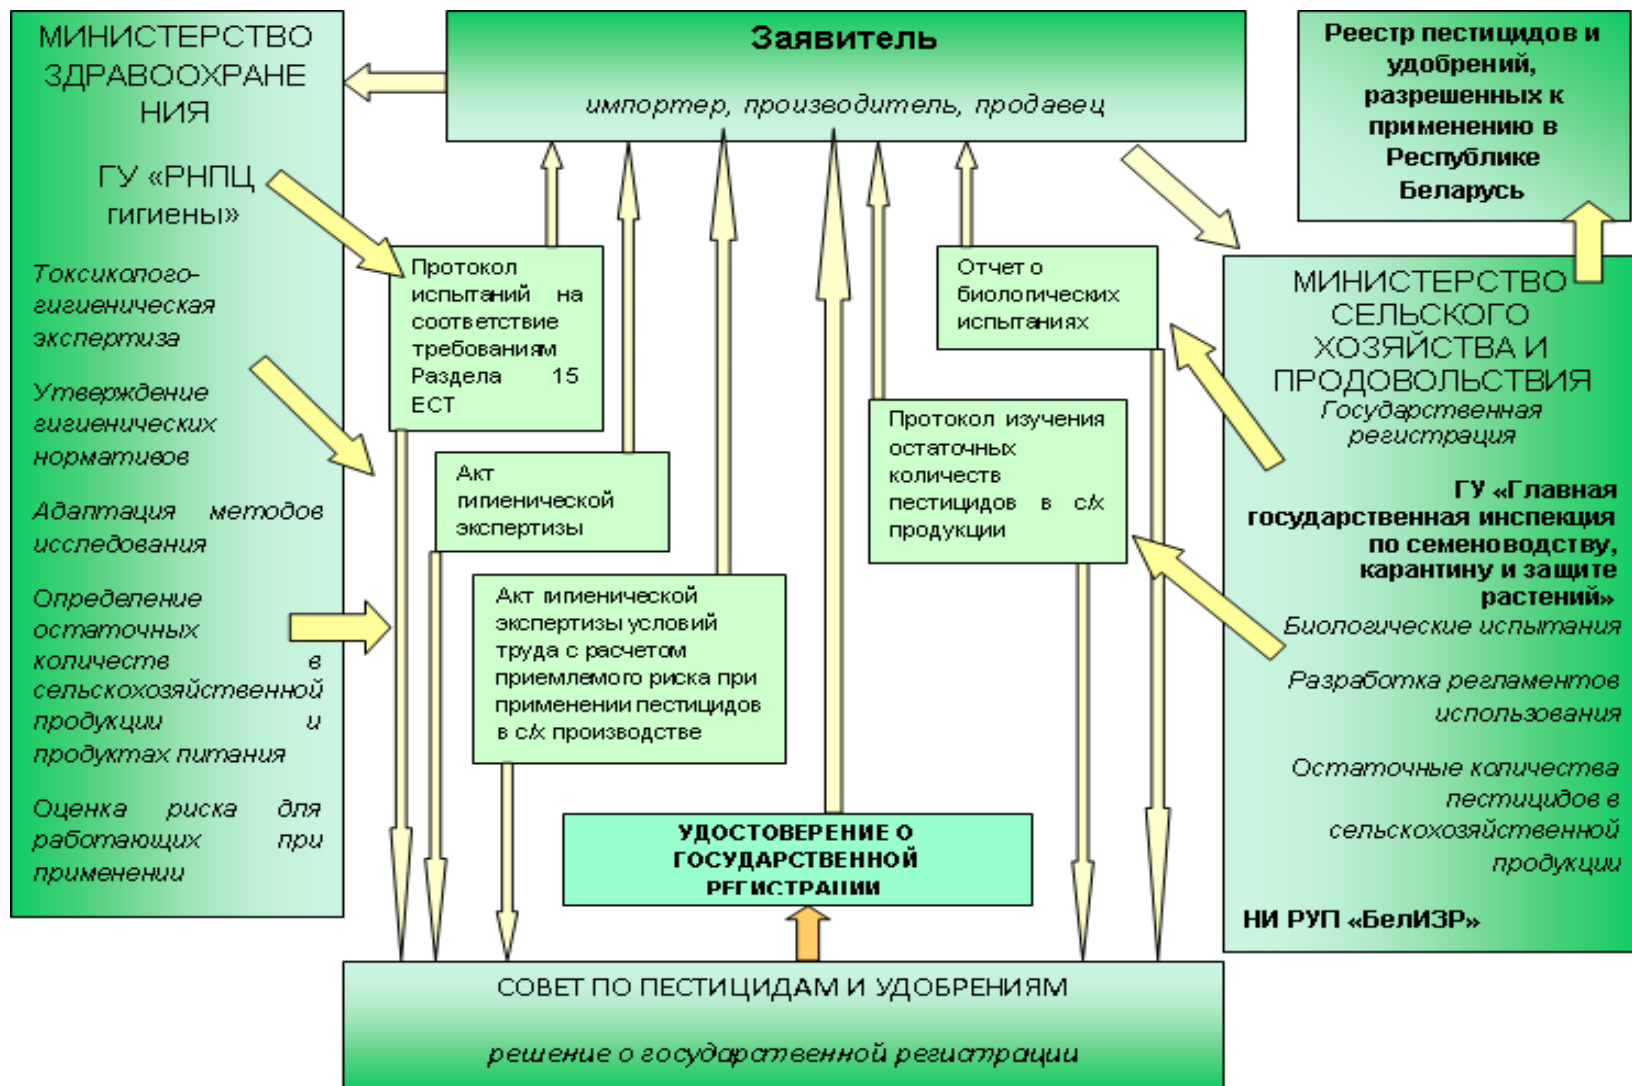 МИНИСТЕРСТВО
ЗДРАВООХРАНЕ
НИЯ
ГУ «РНПЦ
гигиены»
Токсиколого-
гигиеническая
экспертиза
Утверждение
гигиенических
нормативов
Адаптация методов
исследования
Определение
остаточных
количеств в
сельскохозяйственной
продукции и
продуктах питания
Оценка риска для
работающих при
применении
Заявитель
импортер, производитель, продавец
Реестр пестицидов и
удобрений,
разрешенных к
применению в
Республике
Беларусь
Протокол
испытаний на
соответствие
требованиям
Раздела 15
ЕСТ
Акт
гигиенической
экспертизы
Акт гигиенической
экспертизы условий
труда с расчетом
приемлемого риска при
применении пестицидов
в с/х производстве
Отчет о
биологических
испытаниях
Протокол изучения
остаточных
количеств
пестицидов в с/х
продукции
МИНИСТЕРСТВО
СЕЛЬСКОГО
ХОЗЯЙСТВА И
ПРОДОВОЛЬСТВИЯ
Государственная
регистрация
ГУ «Главная
государственная инспекция
по семеноводству,
карантину и защите
растений»
Биологические испытания
Разработка регламентов
использования
Остаточные количества
пестицидов в
сельскохозяйственной
продукции
НИ РУП «БелИЗР»
УДОСТОВЕРЕНИЕ О
ГОСУДАРСТВЕННОЙ
РЕГИСТРАЦИИ
СОВЕТ ПО ПЕСТИЦИДАМ И УДОБРЕНИЯМ
решение о государственной регистрации